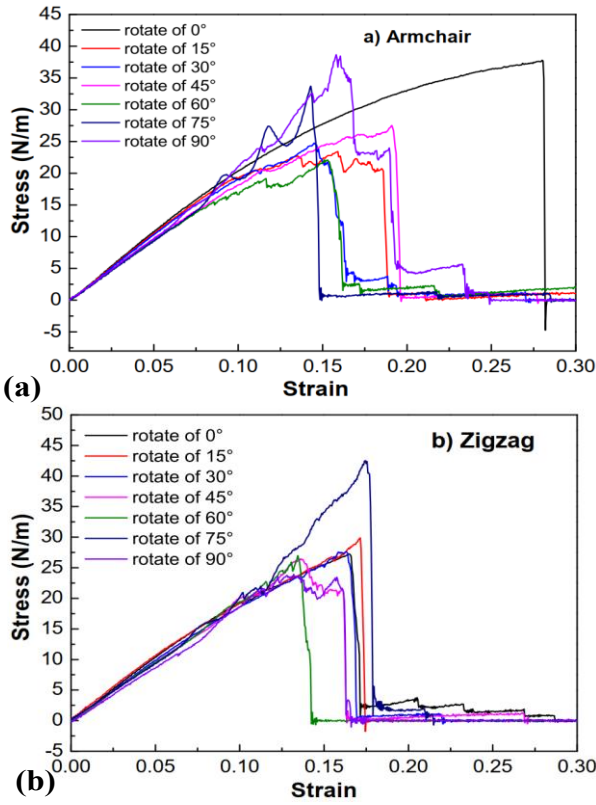 a) Armchair
rotate of 0°
rotate of 15°
rotate of 30°
rotate of 45°
rotate of 60°
rotate of 75°
rotate of 90°
Stress (N/m)
45
40
35
30
25
20
15
10
5
0
-5
0.00 0.05 0.10 0.15 0.20 0.25 0.30
Strain
(a)
b) Zigzag
rotate of 0°
rotate of 15°
rotate of 30°
rotate of 45°
rotate of 60°
rotate of 75°
rotate of 90°
Stress (N/m)
50
45
40
35
30
25
20
15
10
5
0
-5
0.00 0.05 0.10 0.15 0.20 0.25 0.30
Strain
(b)